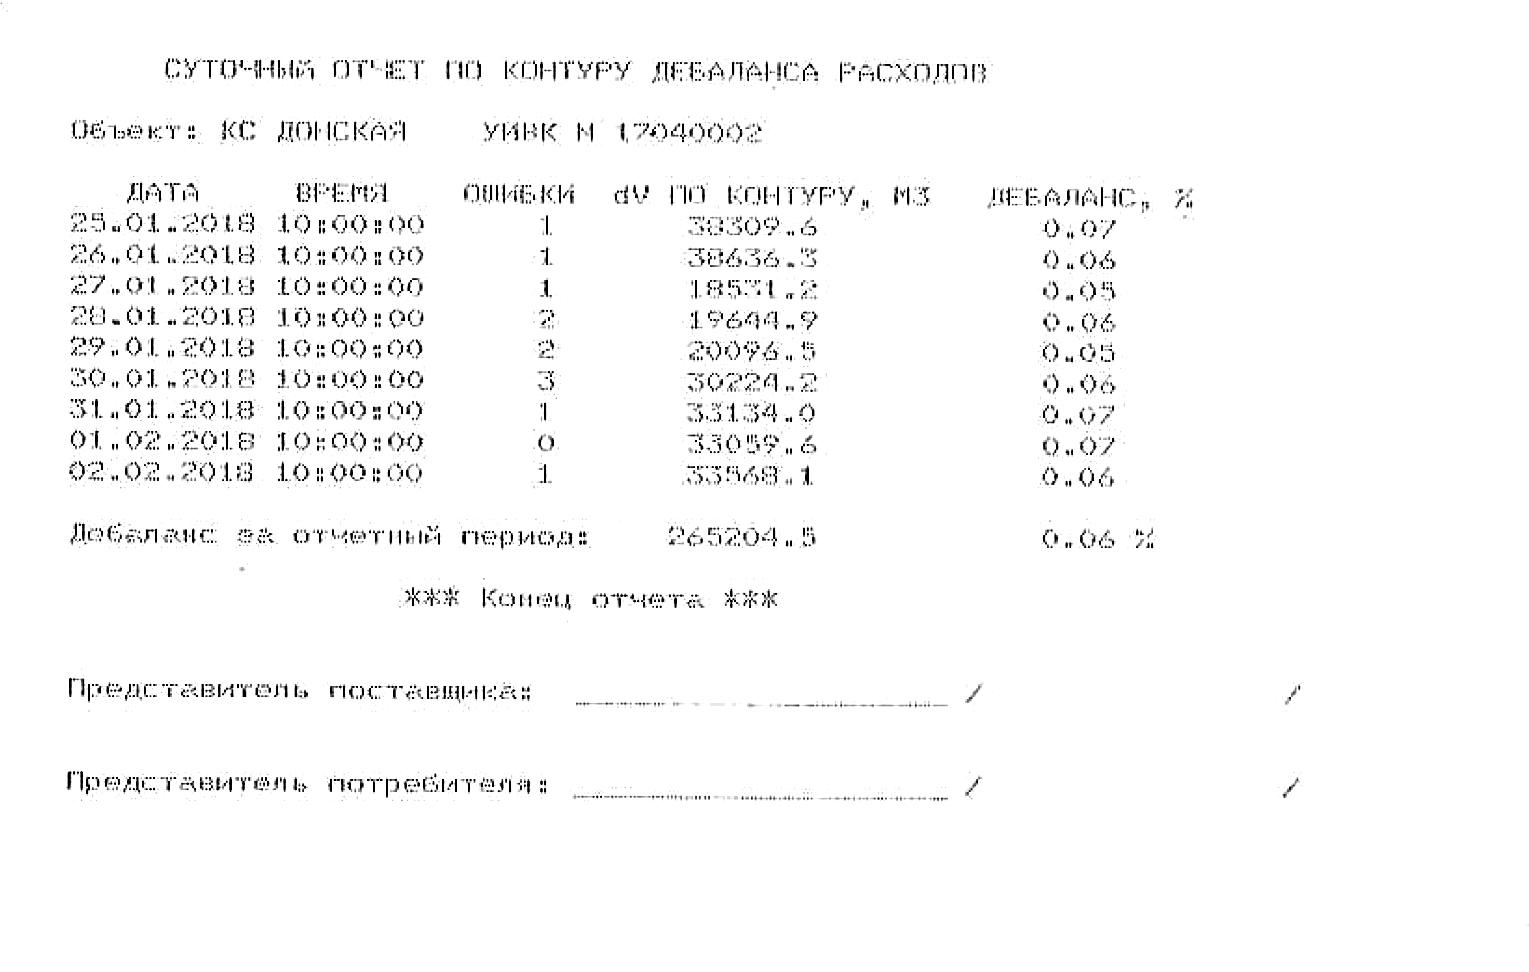 СУТОЧНЫЙ ОТЧЕТ ПО КОНТУРУ ДЕБАЛАНСА РАСХОДОВ
Объект: КС ДОНСКАЯ УИВК N 17040002
ДАТА ВРЕМЯ ОШИБКИ dV ПО КОНТУРУ, М3 ДЕБАЛАНС, %
25.01.2018 10:00:00 1 38309.6 0.07
26.01.2018 10:00:00 1 38636.3 0.06
27.01.2018 10:00:00 1 18531.2 0.05
28.01.2018 10:00:00 2 19644.9 0.06
29.01.2018 10:00:00 2 20096.5 0.05
30.01.2018 10:00:00 3 30224.2 0.06
31.01.2018 10:00:00 1 33134.0 0.07
01.02.2018 10:00:00 0 33059.6 0.07
02.02.2018 10:00:00 1 33568.1 0.06
Дебаланс за отчетный период: 265204.5 0.06 %
*** Конец отчета ***
Представитель поставщика: ____________________ / /
Представитель потребителя: ____________________ / /